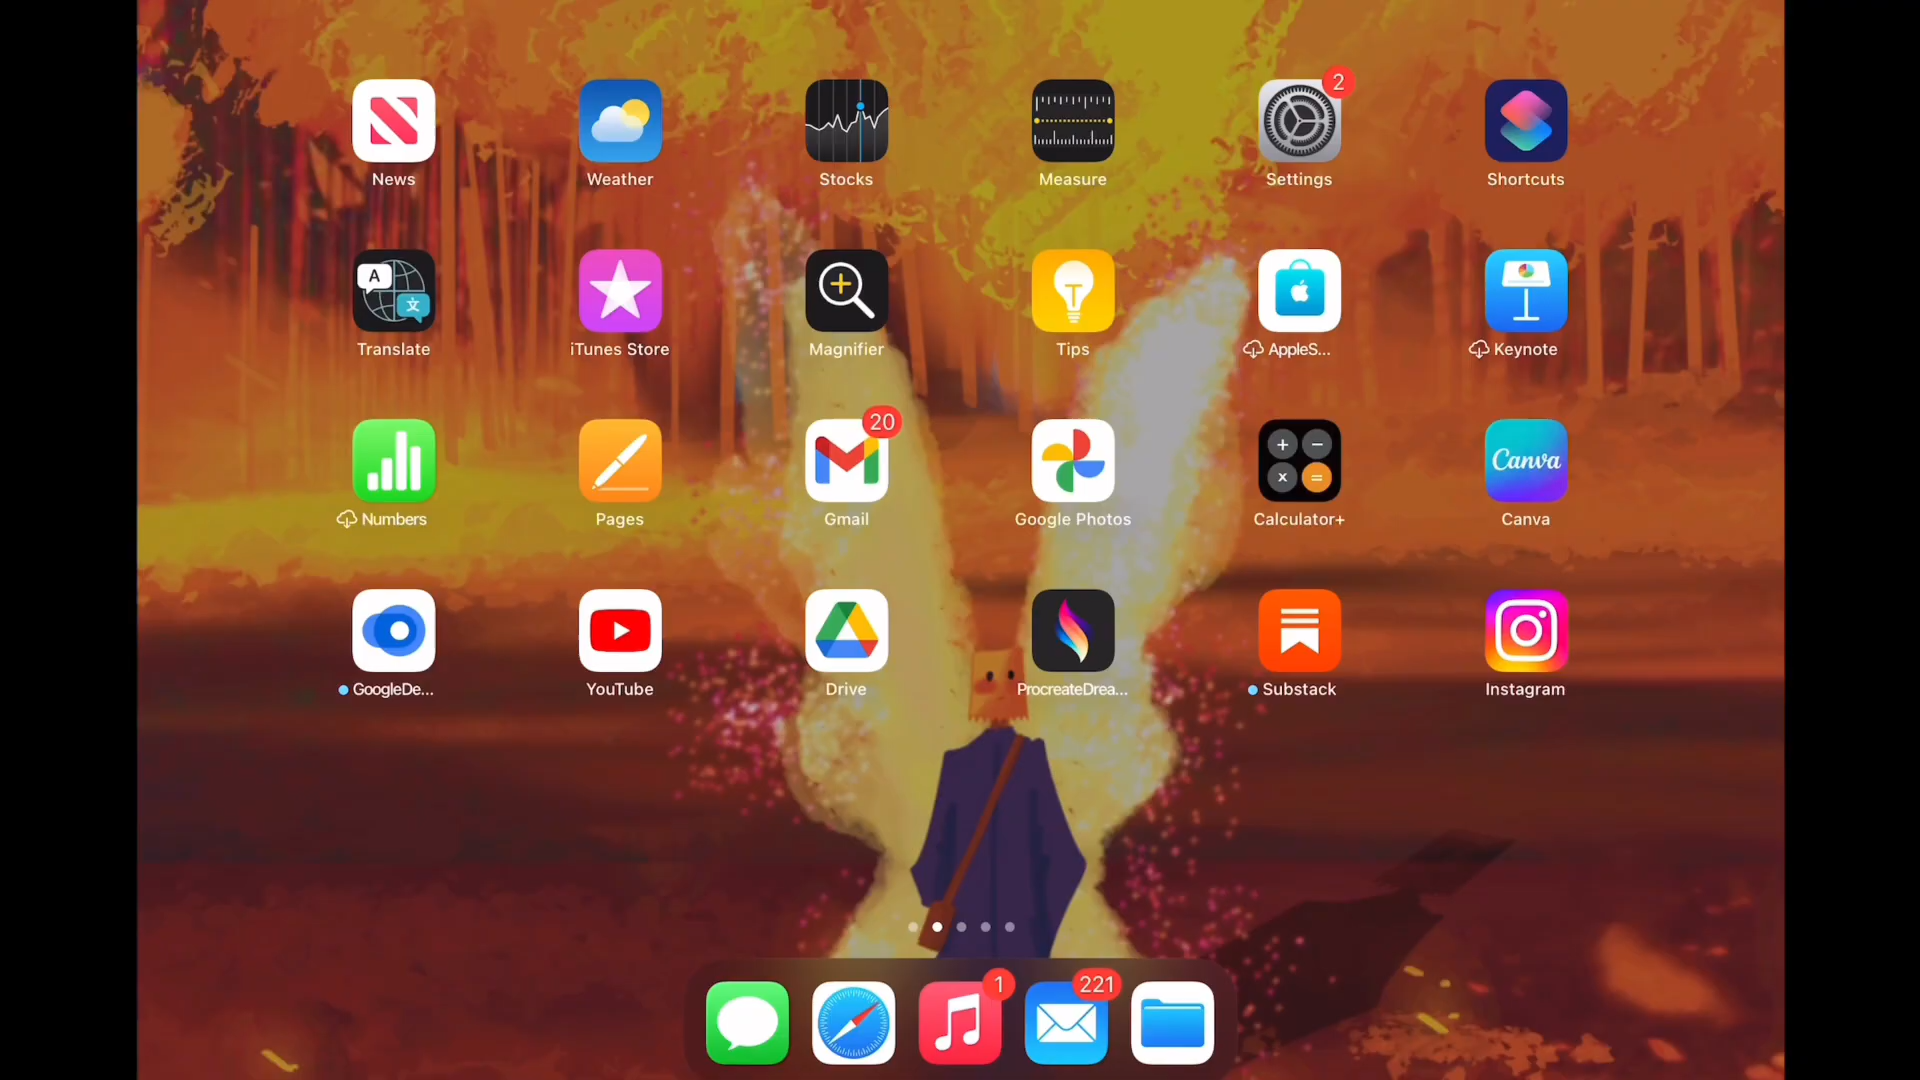 2
News
Weather
Stocks
Measure
Settings
Shortcuts
A
文
T
Translate
iTunes Store
Magnifier
Tips
AppleS...
Keynote
20
Canva
Numbers
Pages
Gmail
Google Photos
Calculator+
Canva
GoogleDe...
YouTube
Drive
ProcreateDrea...
Substack
Instagram
1
221